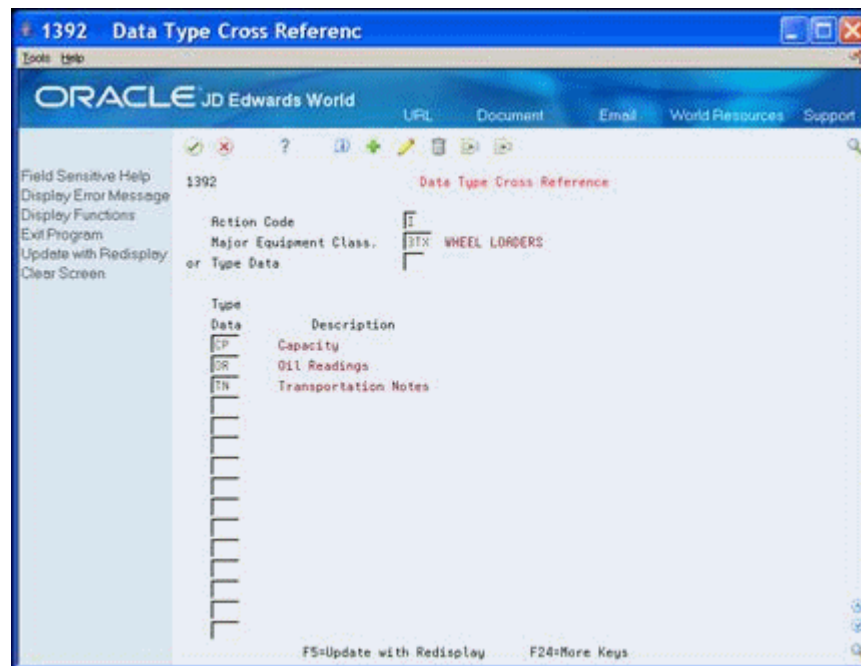 1392 Data Type Cross Referenc
Tools Help
ORACLE JD Edwards World
URL Document Email World Resources Support
Field Sensitive Help
Display Error Message
Display Functions
Exit Program
Update with Redisplay
Clear Screen
1392 Data Type Cross Reference
Action Code I
Major Equipment Class. 3TX WHEEL LOADERS
or Type Data
Type
Data Description
CP Capacity
OR Oil Readings
TN Transportation Notes
F5=Update with Redisplay F24=More Keys